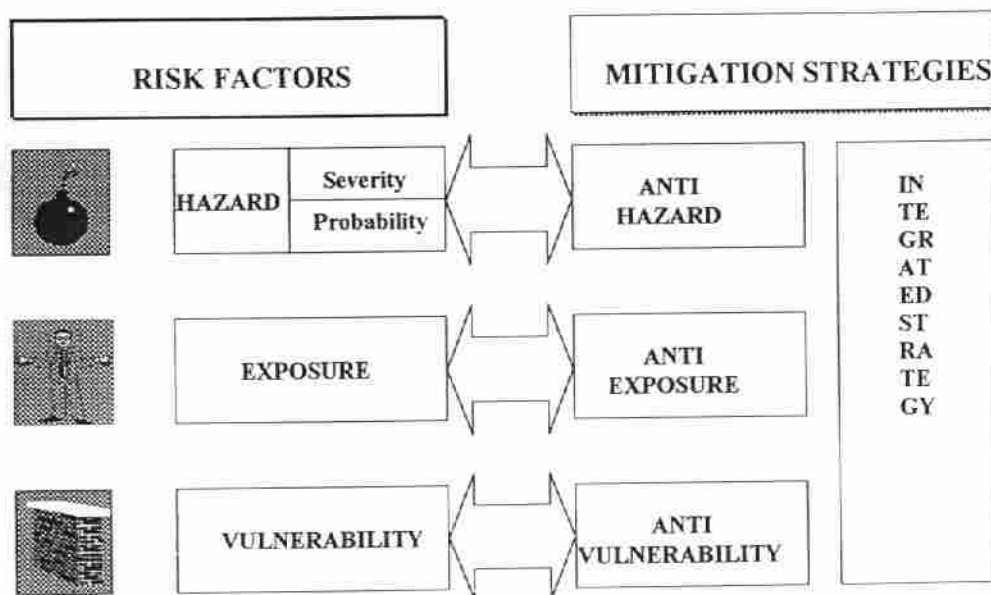 RISK FACTORS
MITIGATION STRATEGIES
HAZARD
Severity
Probability
ANTI
HAZARD
EXPOSURE
ANTI
EXPOSURE
VULNERABILITY
ANTI
VULNERABILITY
IN
TE
GR
AT
ED
ST
RA
TE
GY